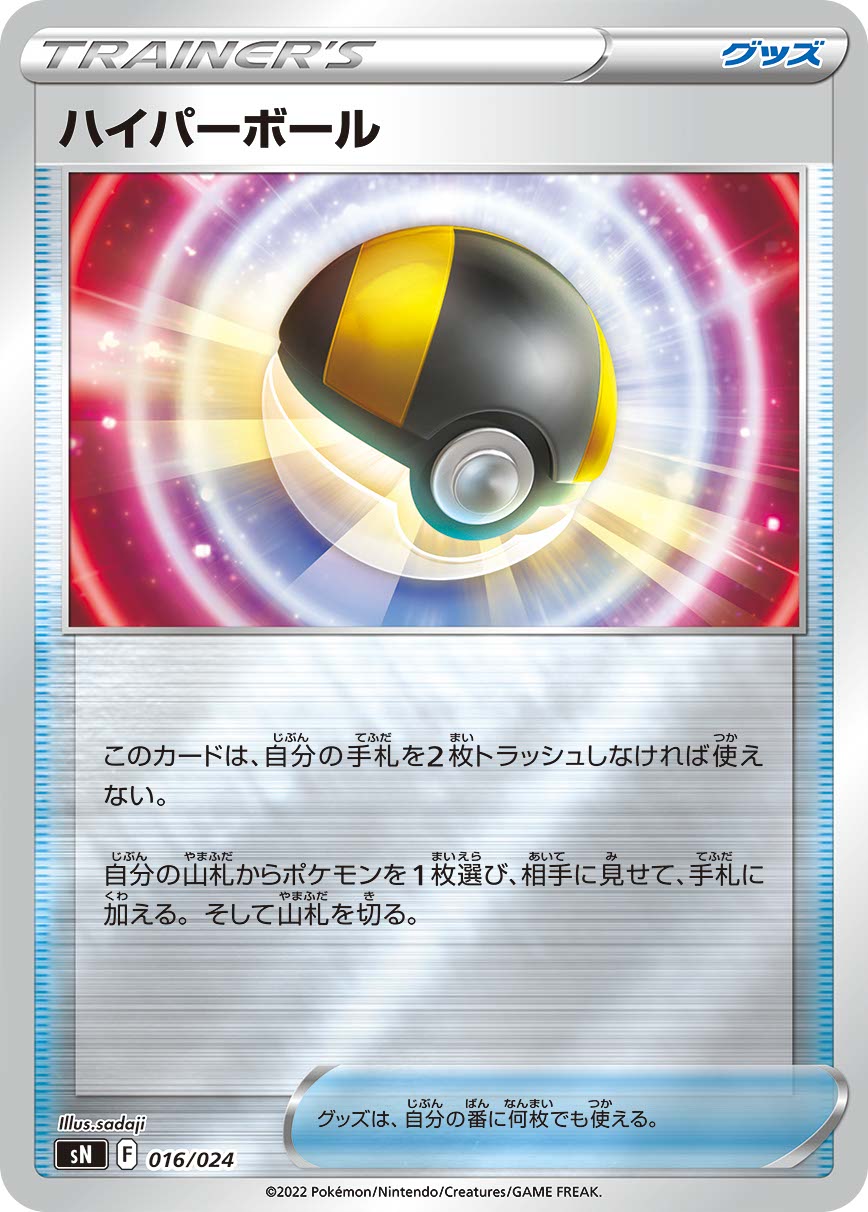 TRAINER'S
グッズ
ハイパーボール
このカードは、自分の手札を2枚トラッシュしなければ使え
ない。
自分の山札からポケモンを1枚選び、相手に見せて、手札に
加える。そして山札を切る。
グッズは、自分の番に何枚でも使える。
Illus.sadaji
sN F 016/024
©2022 Pokémon/Nintendo/Creatures/GAME FREAK.